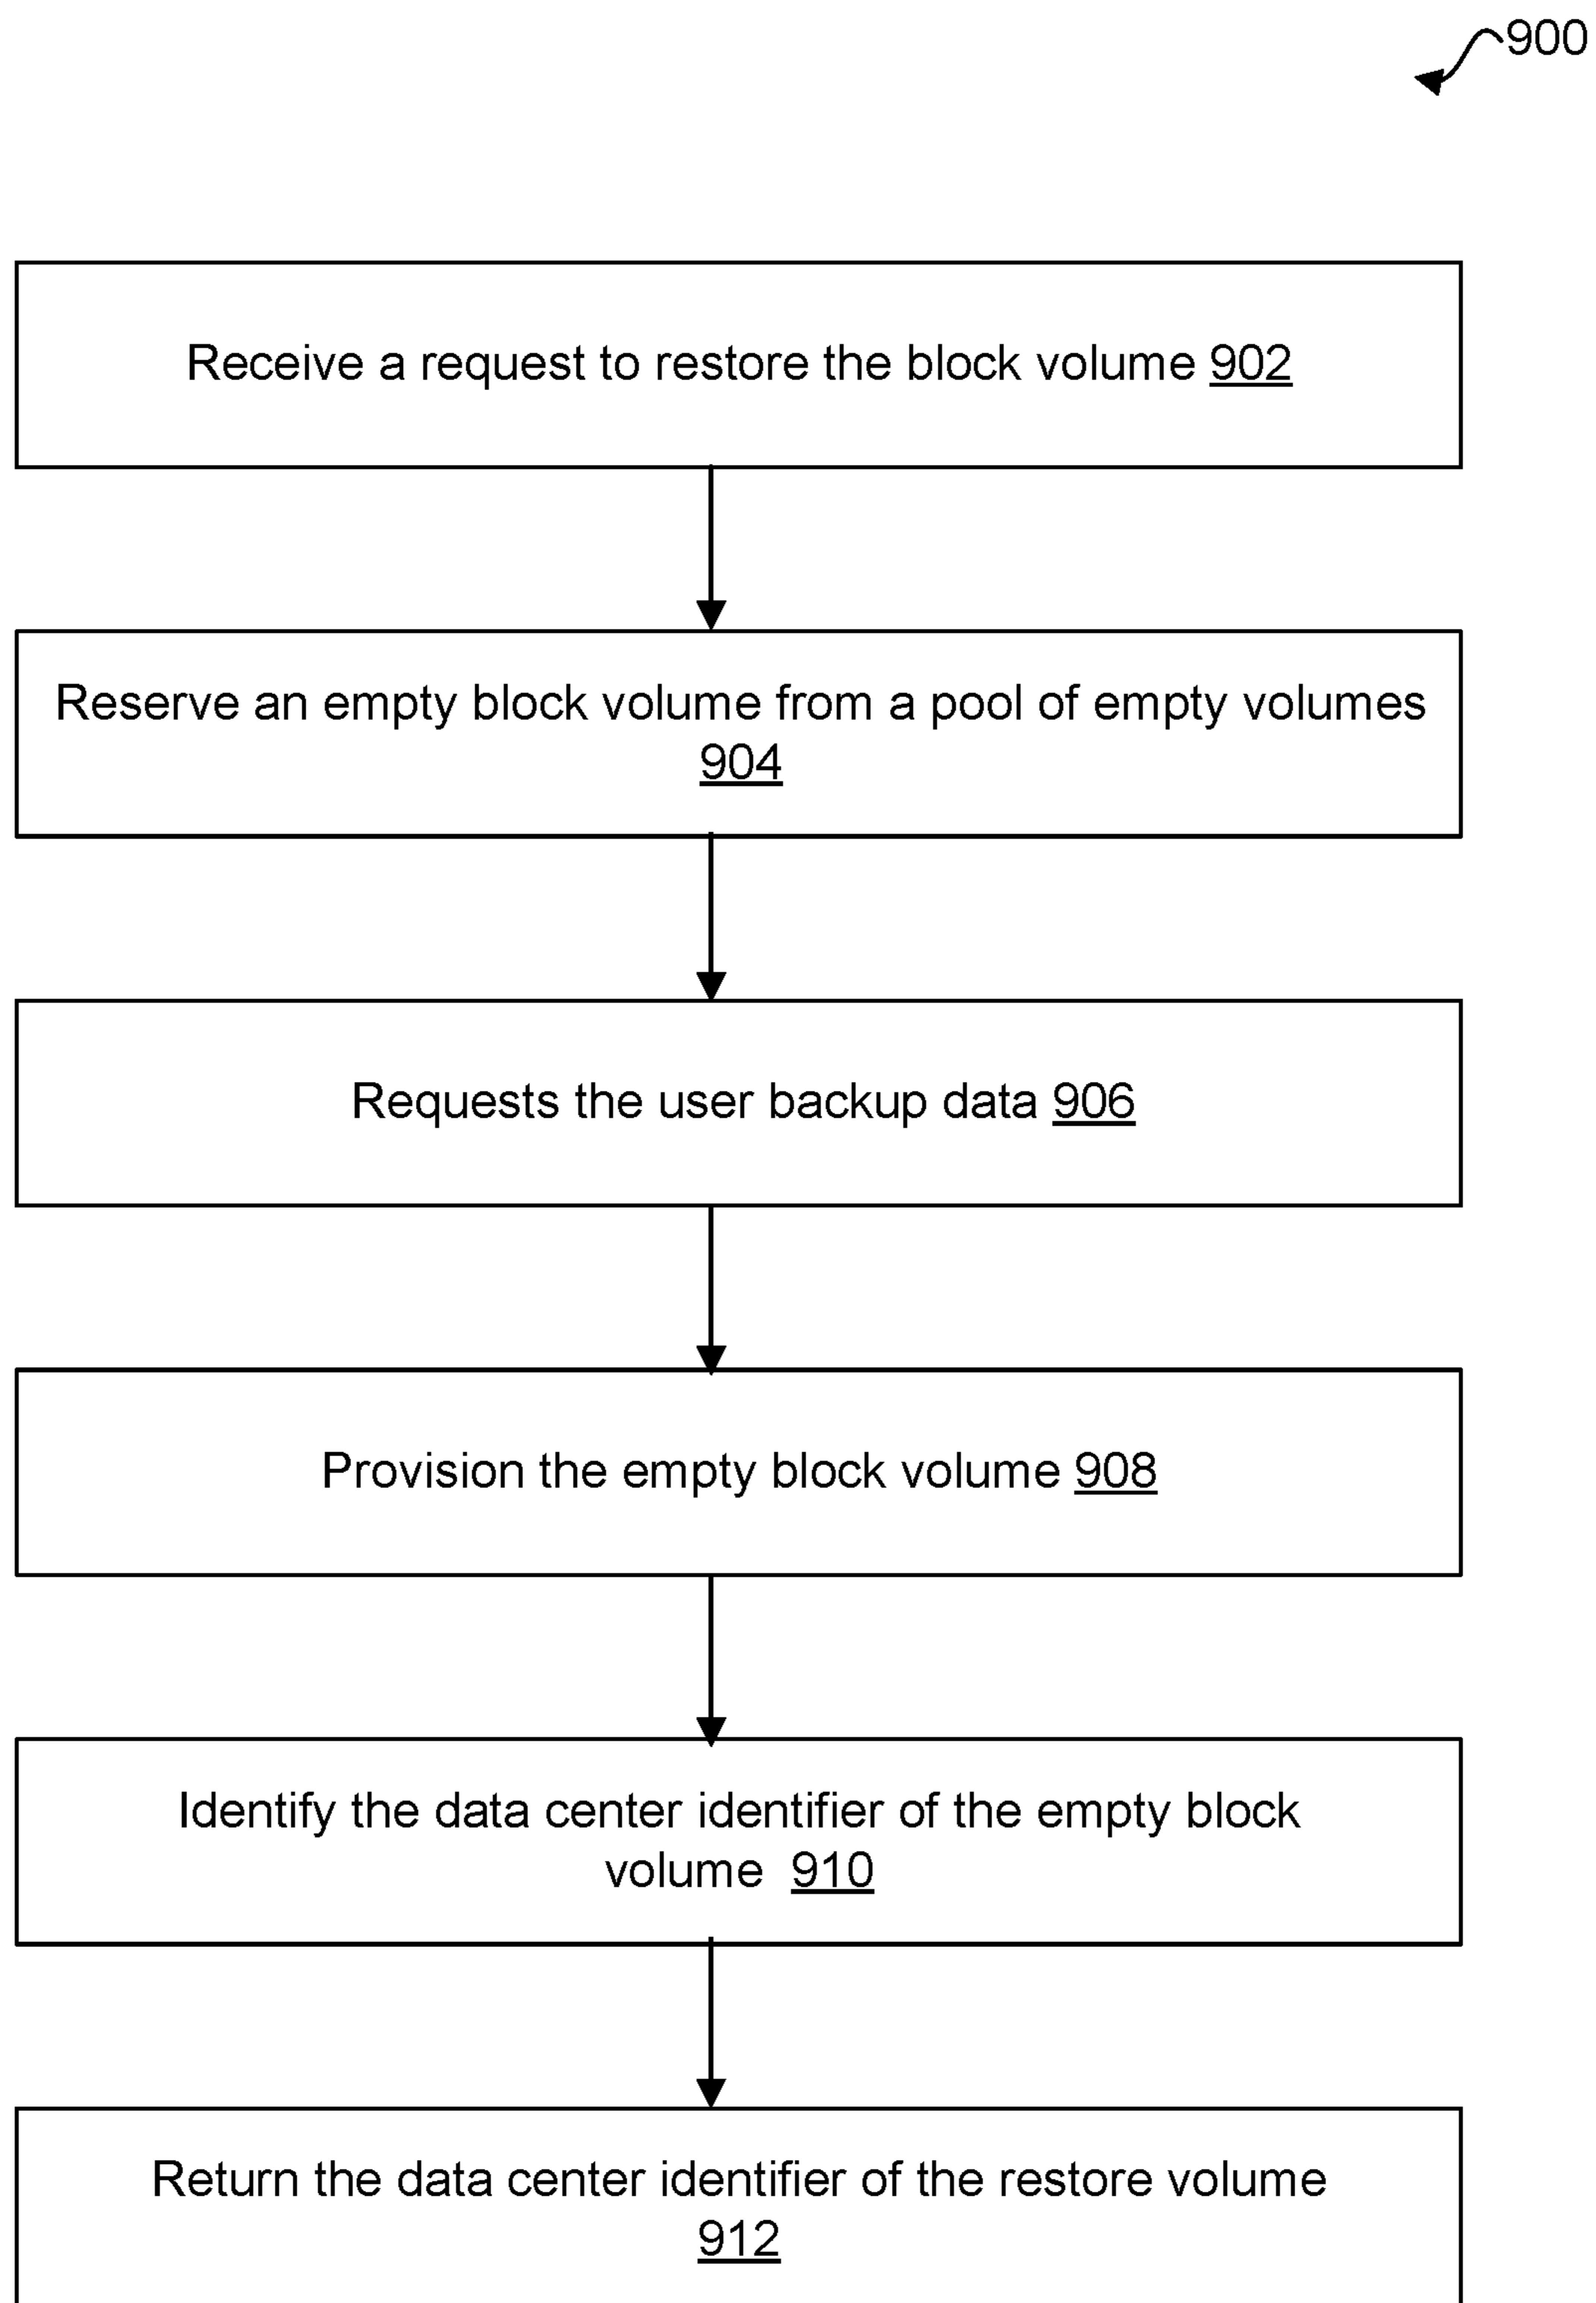 900
Receive a request to restore the block volume 902
Reserve an empty block volume from a pool of empty volumes
904
Requests the user backup data 906
Provision the empty block volume 908
Identify the data center identifier of the empty block
volume 910
Return the data center identifier of the restore volume
912